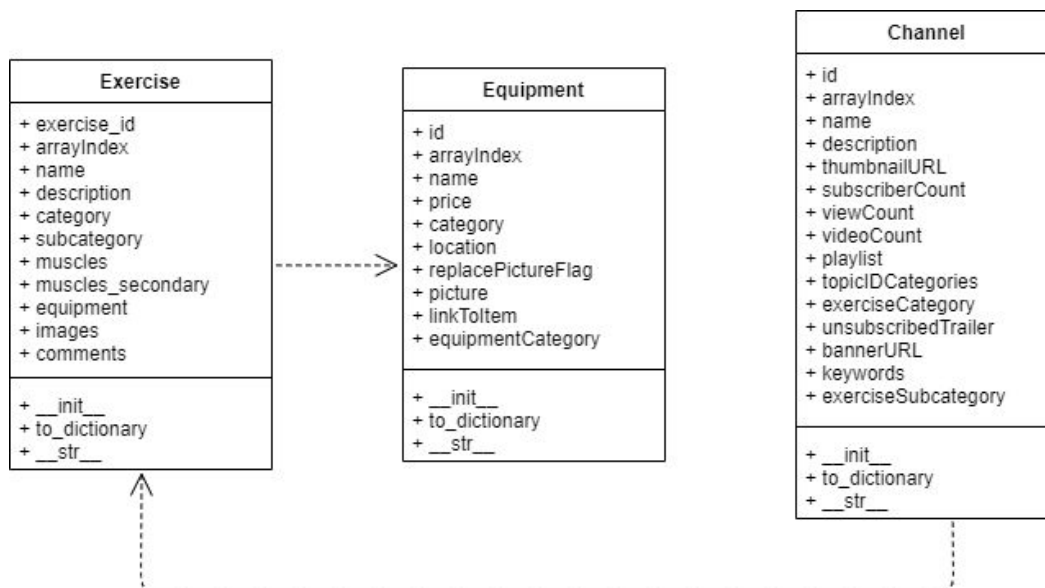 Exercise
+ exercise_id
+ arrayIndex
+ name
+ description
+ category
+ subcategory
+ muscles
+ muscles_secondary
+ equipment
+ images
+ comments
+ __init__
+ to_dictionary
+ __str__
Equipment
+ id
+ arrayIndex
+ name
+ price
+ category
+ location
+ replacePictureFlag
+ picture
+ linkToItem
+ equipmentCategory
+ __init__
+ to_dictionary
+ __str__
Channel
+ id
+ arrayIndex
+ name
+ description
+ thumbnailURL
+ subscriberCount
+ viewCount
+ videoCount
+ playlist
+ topicIDCategories
+ exerciseCategory
+ unsubscribedTrailer
+ bannerURL
+ keywords
+ exerciseSubcategory
+ __init__
+ to_dictionary
+ __str__